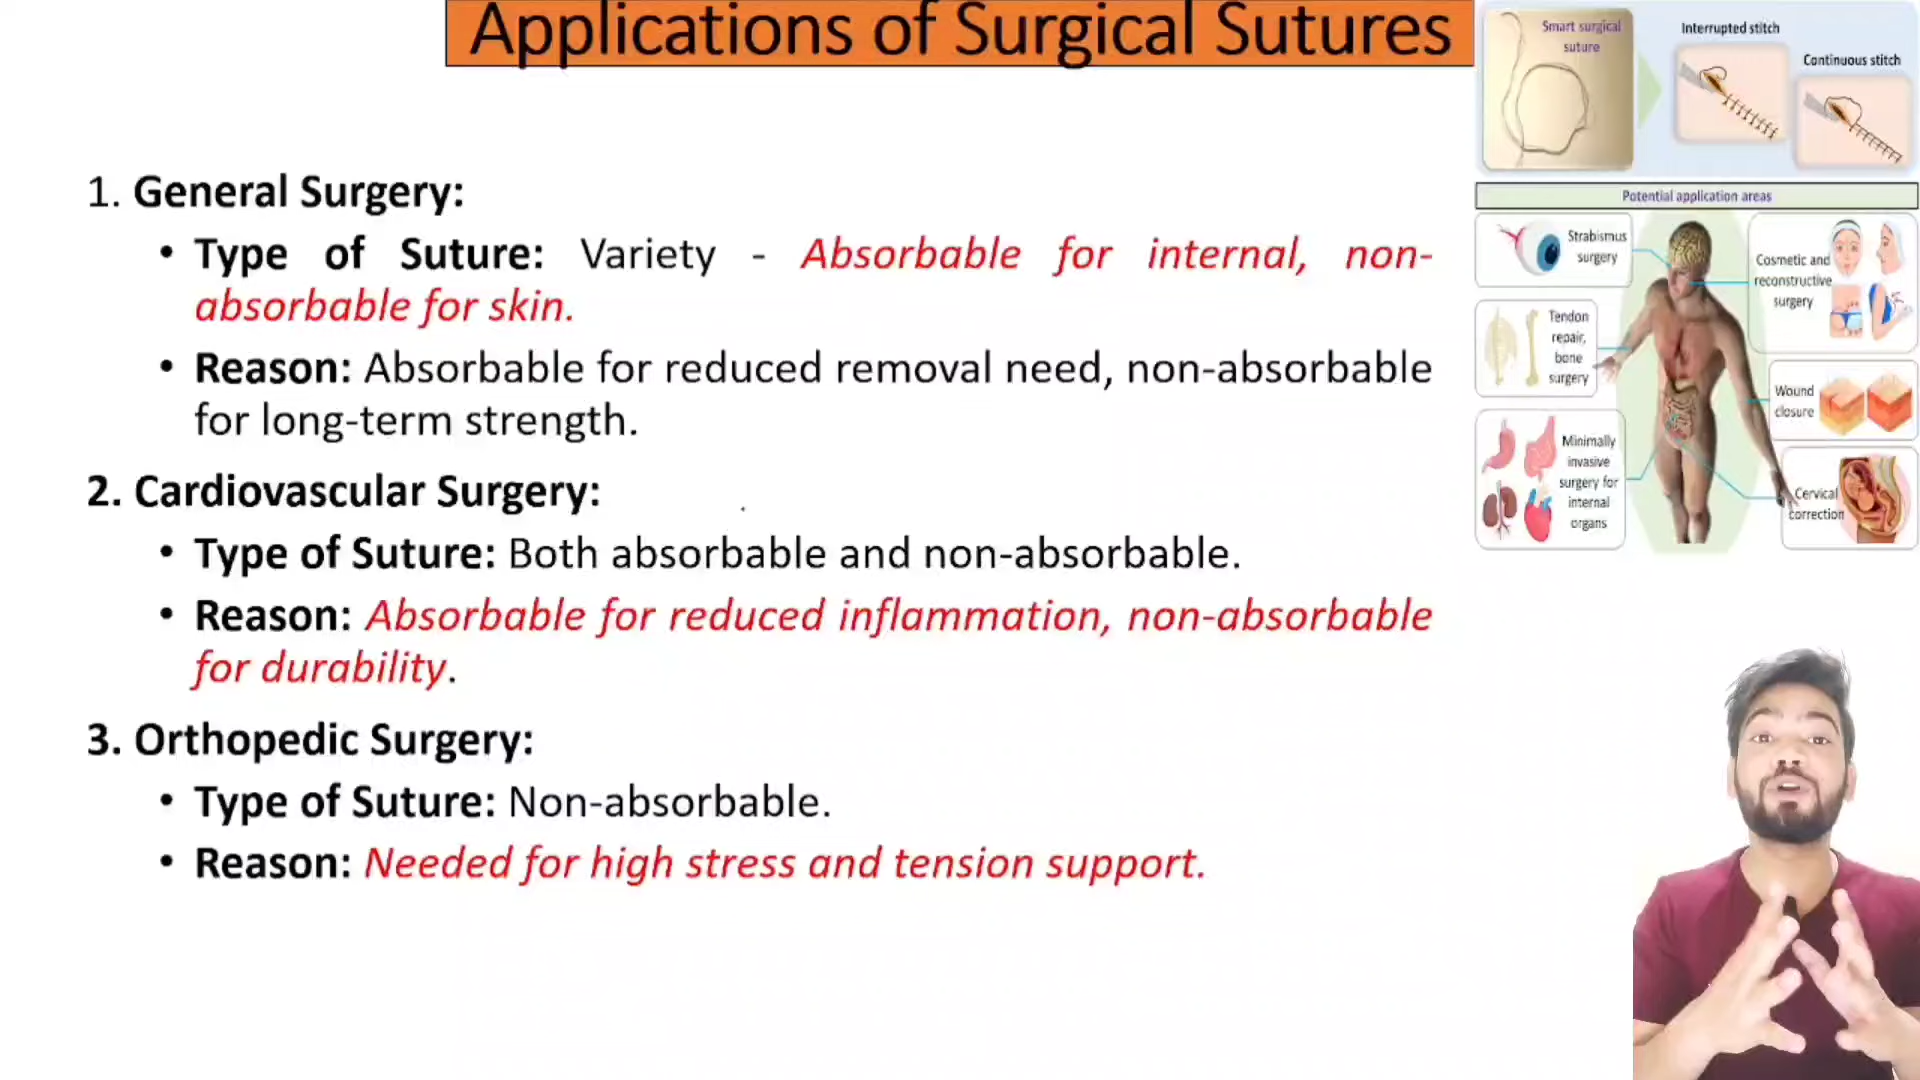 Applications of Surgical Sutures
1. General Surgery:
• Type of Suture: Variety - Absorbable for internal, non-
absorbable for skin.
• Reason: Absorbable for reduced removal need, non-absorbable
for long-term strength.
2. Cardiovascular Surgery:
• Type of Suture: Both absorbable and non-absorbable.
• Reason: Absorbable for reduced inflammation, non-absorbable
for durability.
3. Orthopedic Surgery:
• Type of Suture: Non-absorbable.
• Reason: Needed for high stress and tension support.
Smart surgical
suture
Interrupted stitch
Continuous stitch
Potential application areas
Strabismus
surgery
Cosmetic and
reconstructive
surgery
Tendon
repair,
bone
surgery
Wound
closure
Minimally
invasive
surgery for
internal
organs
Cervical
correction